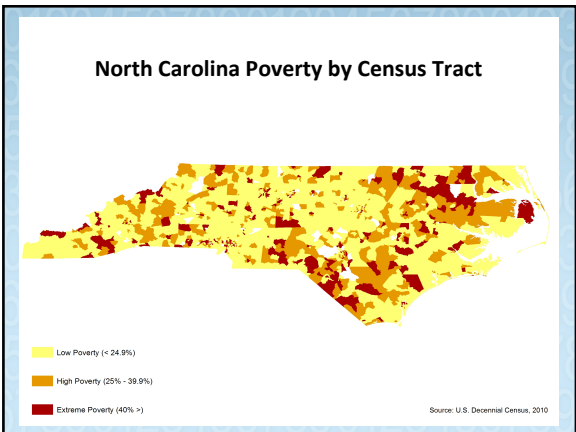 North Carolina Poverty by Census Tract
Low Poverty (< 24.9%)
High Poverty (25% - 39.9%)
Extreme Poverty (40% >)
Source: U.S. Decennial Census, 2010